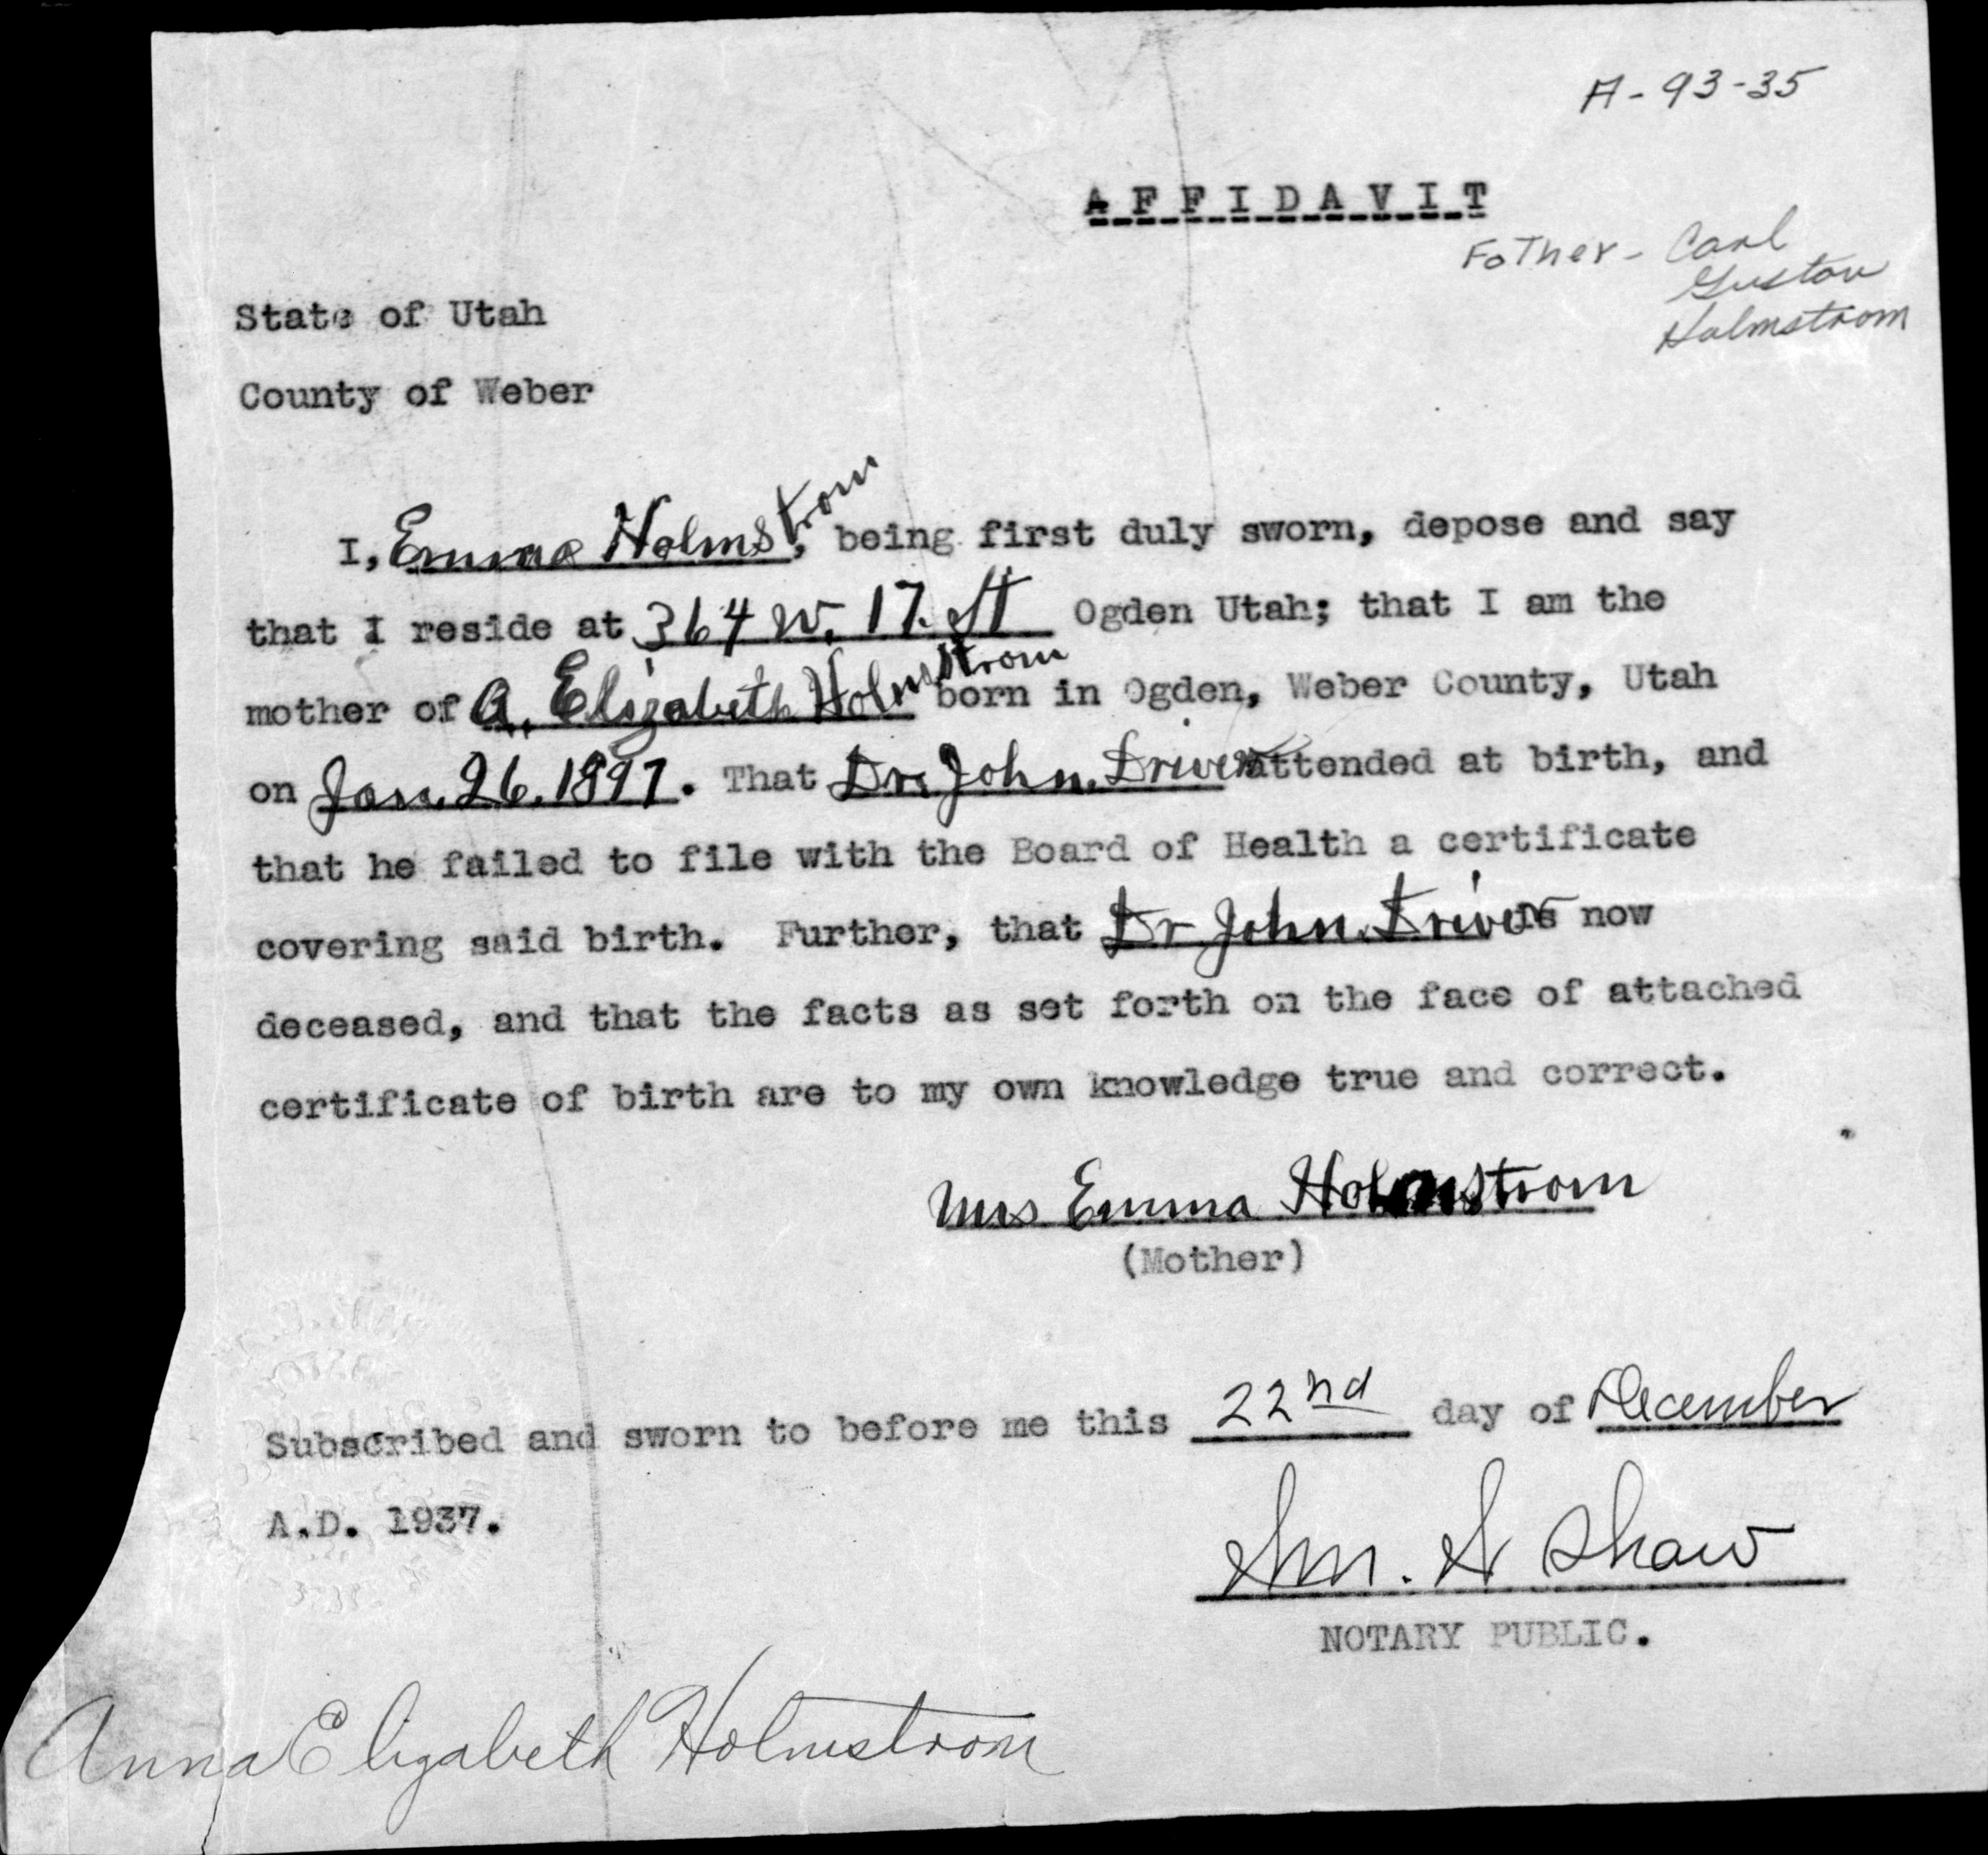 A-93-35
AFFIDAVIT
Father- Carl
Gustav
Holmstrom
State of Utah
County of Weber
I, Emma Holmstrom, being first duly sworn, depose and say
that I reside at 364 W. 17. St Ogden Utah; that I am the
mother of A. Elizabeth Holmstrom born in Ogden, Weber County, Utah
on Jan. 26. 1897. That Dr. John. Driver attended at birth, and
that he failed to file with the Board of Health a certificate
covering said birth. Further, that Dr John. Driver is now
deceased, and that the facts as set forth on the face of attached
certificate of birth are to my own knowledge true and correct.
Mrs Emma Holmstrom
(Mother)
Subscribed and sworn to before me this 22nd day of December
A.D. 1937.
Wm. H Shaw
NOTARY PUBLIC.
Anna Elizabeth Holmstrom